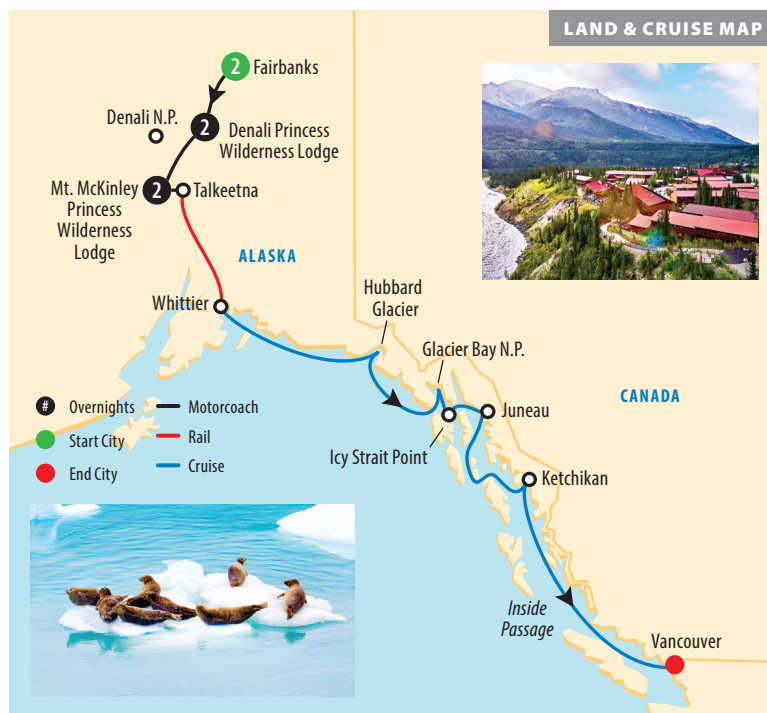 LAND & CRUISE MAP
2
Fairbanks
Denali N.P.
2
Denali Princess
Wilderness Lodge
Mt. McKinley
Princess
Wilderness
Lodge
2
Talkeetna
ALASKA
Whittier
Hubbard
Glacier
Glacier Bay N.P.
CANADA
# Overnights
Motorcoach
Start City
Rail
End City
Cruise
Juneau
Icy Strait Point
Ketchikan
Inside
Passage
Vancouver